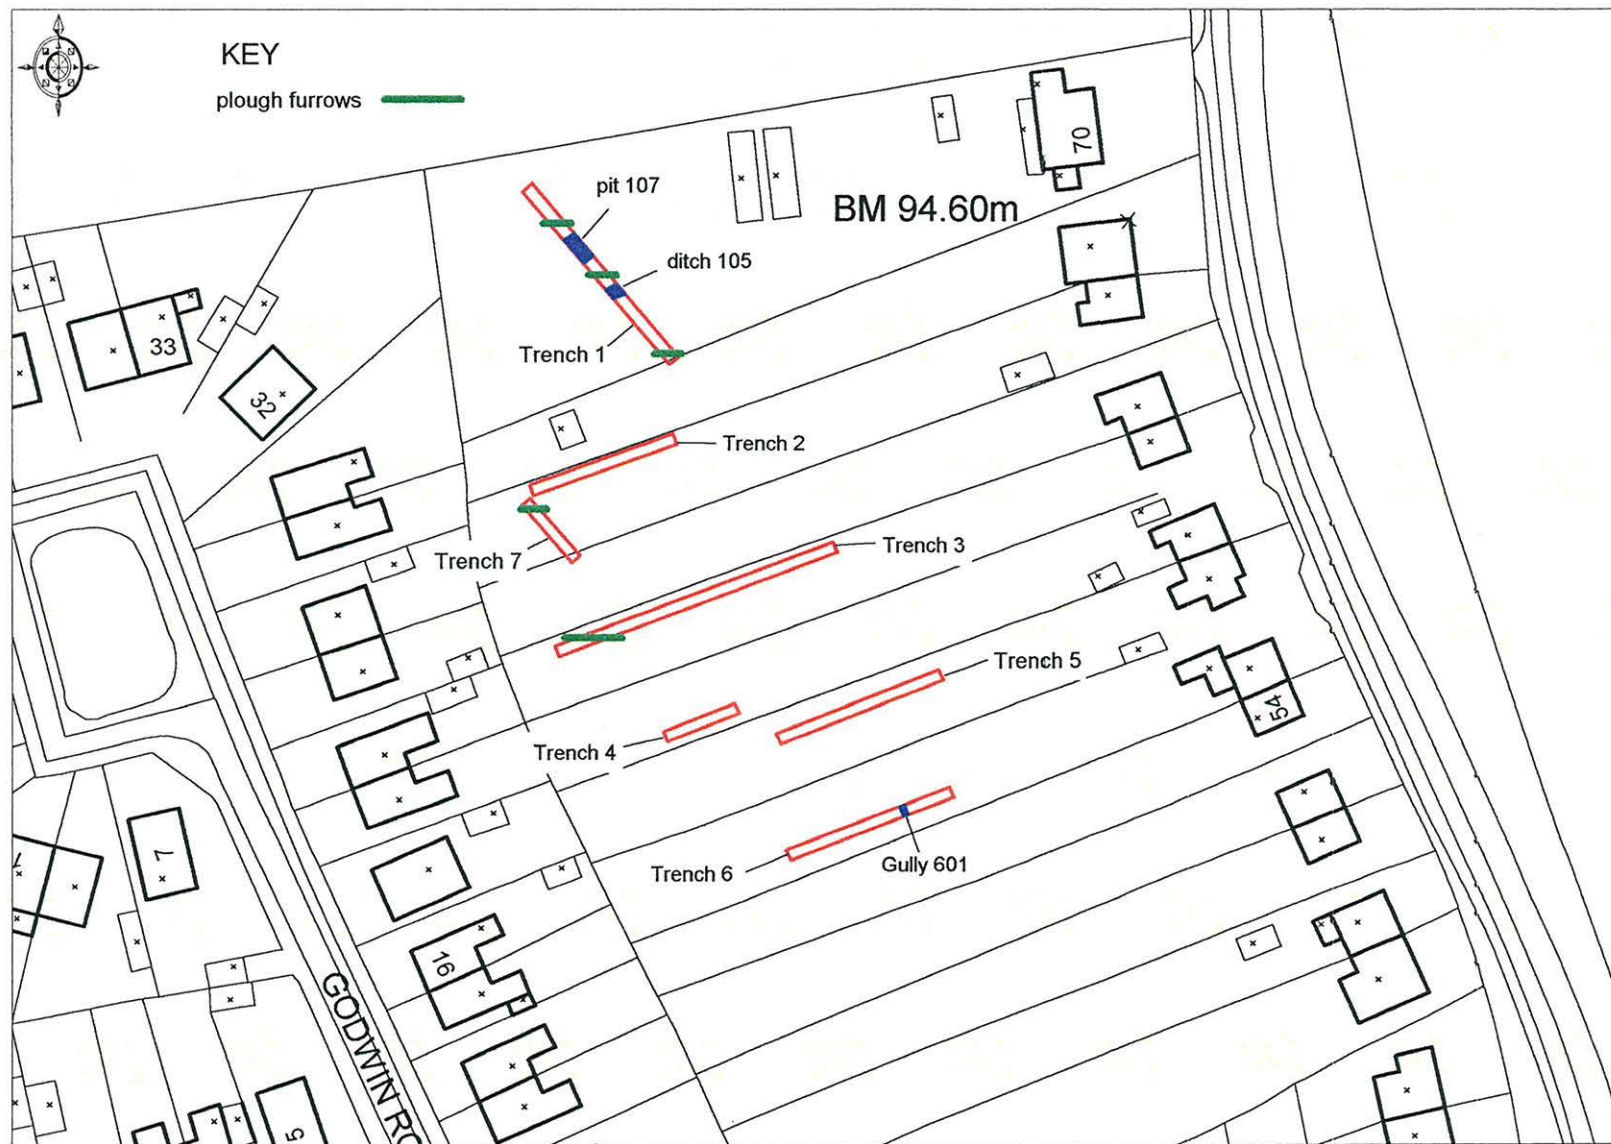 KEY
plough furrows
pit 107
ditch 105
BM 94.60m
70
33
32
Trench 1
Trench 2
Trench 7
Trench 3
Trench 5
Trench 4
54
Trench 6
Gully 601
7
16
GODWIN RO
5